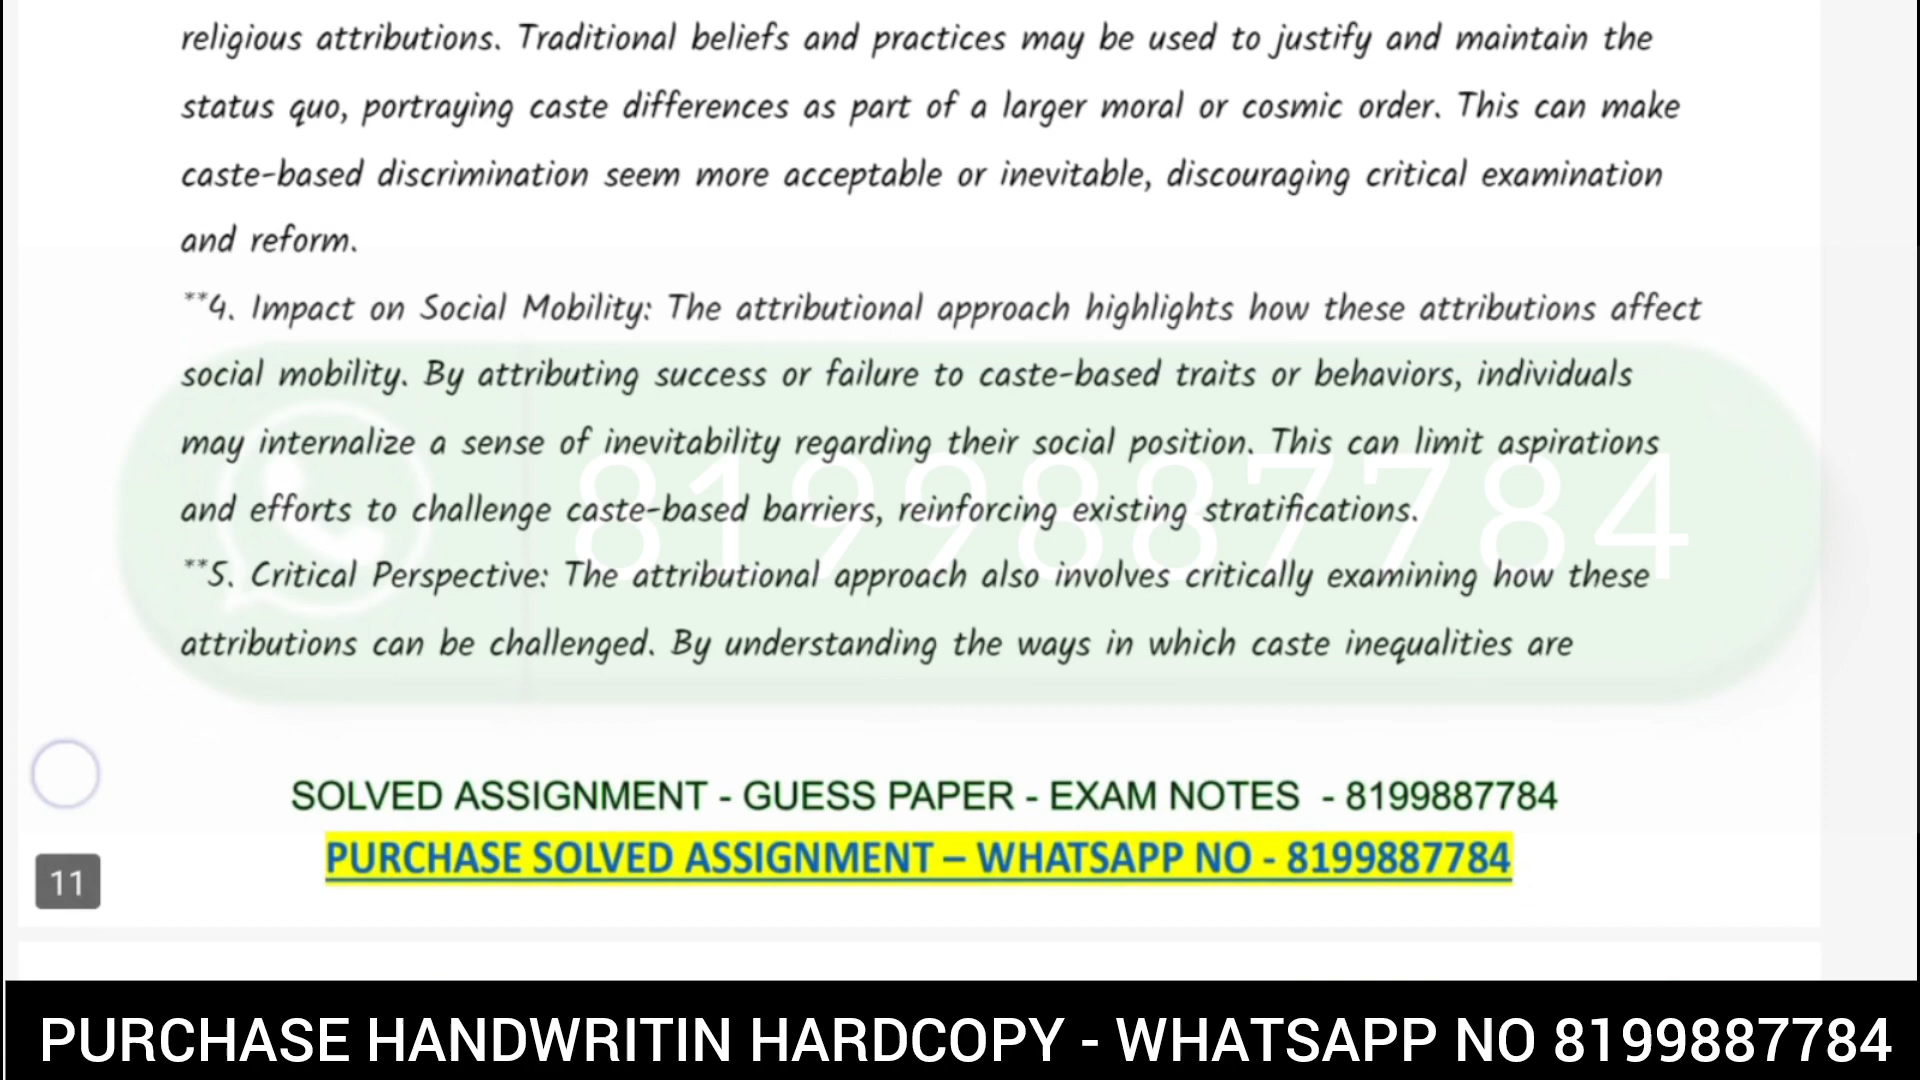 religious attributions. Traditional beliefs and practices may be used to justify and maintain the
status quo, portraying caste differences as part of a larger moral or cosmic order. This can make
caste-based discrimination seem more acceptable or inevitable, discouraging critical examination
and reform.
**4. Impact on Social Mobility: The attributional approach highlights how these attributions affect
social mobility. By attributing success or failure to caste-based traits or behaviors, individuals
may internalize a sense of inevitability regarding their social position. This can limit aspirations
8199887784
and efforts to challenge caste-based barriers, reinforcing existing stratifications.
**5. Critical Perspective: The attributional approach also involves critically examining how these
attributions can be challenged. By understanding the ways in which caste inequalities are
SOLVED ASSIGNMENT - GUESS PAPER - EXAM NOTES - 8199887784
PURCHASE SOLVED ASSIGNMENT – WHATSAPP NO - 8199887784
11
PURCHASE HANDWRITIN HARDCOPY - WHATSAPP NO 8199887784